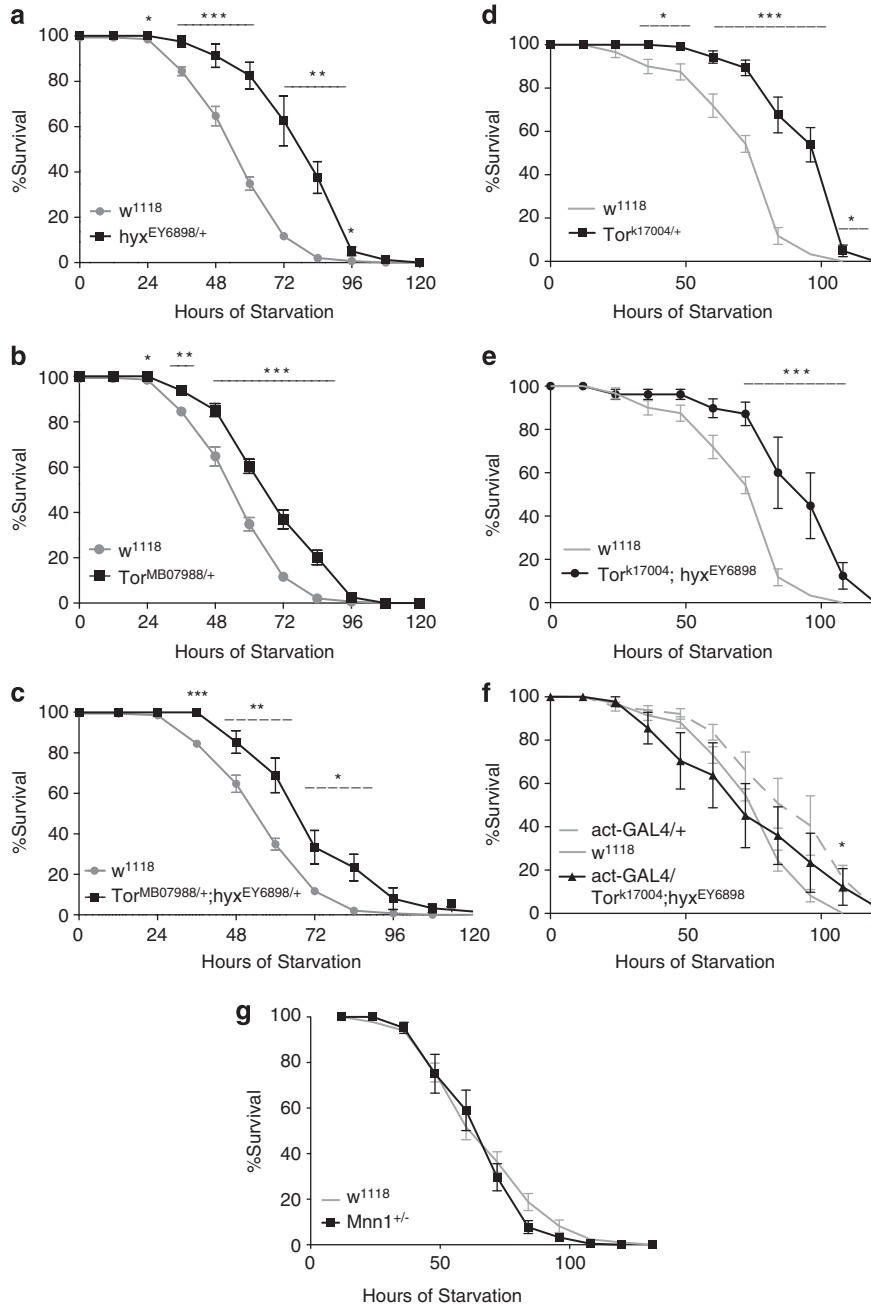 a
* *** ** *
100
80
60
40
20
0
%Survival
w1118
hyxEY6898/+
0 24 48 72 96 120
Hours of Starvation
d
* *** *
100
80
60
40
20
0
%Survival
w1118
Tork17004/+
0 50 100
Hours of Starvation
b
* ** ***
100
80
60
40
20
0
%Survival
w1118
TorMB07988/+
0 24 48 72 96 120
Hours of Starvation
e
***
100
80
60
40
20
0
%Survival
w1118
Tork17004; hyxEY6898
0 50 100
Hours of Starvation
c
*** ** *
100
80
60
40
20
0
%Survival
w1118
TorMB07988/+;hyxEY6898/+
0 24 48 72 96 120
Hours of Starvation
f
100
80
60
40
20
0
%Survival
act-GAL4/+
w1118
act-GAL4/
Tork17004;hyxEY6898
*
0 50 100
Hours of Starvation
g
100
80
60
40
20
0
%Survival
w1118
Mnn1+/-
0 50 100
Hours of Starvation